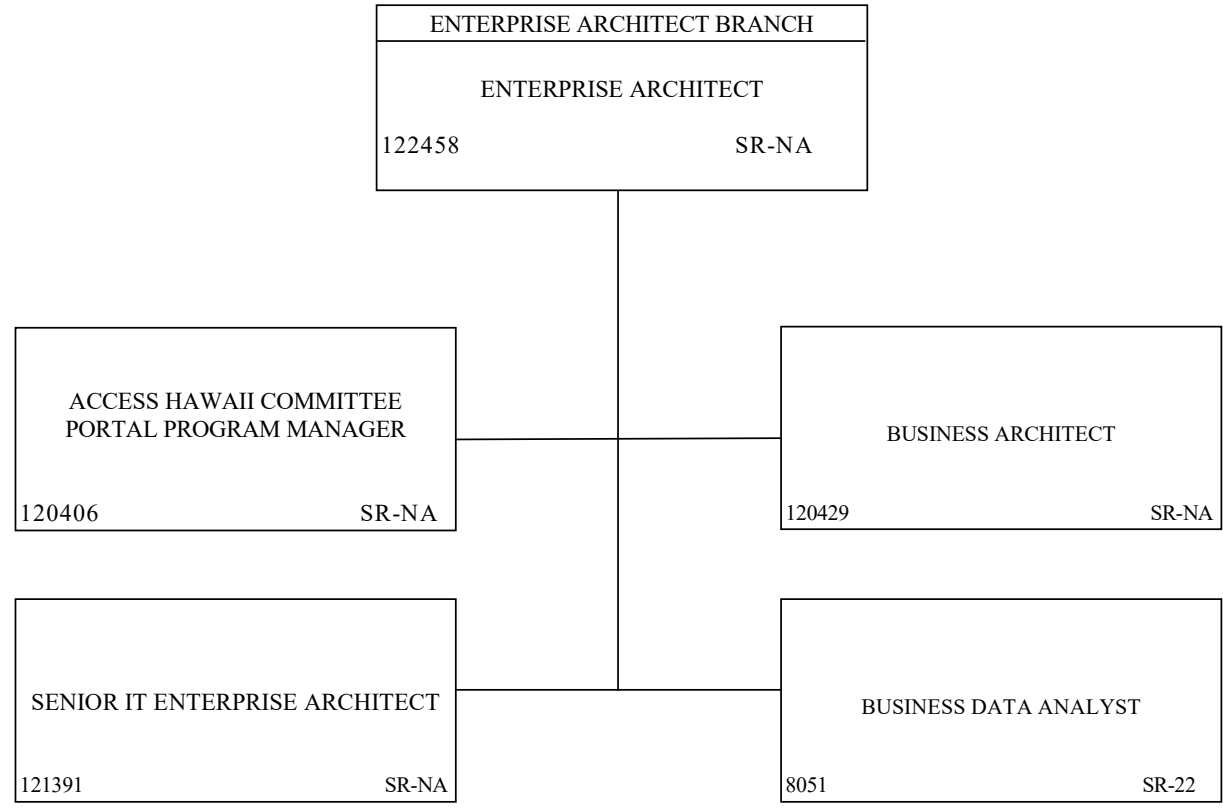 ENTERPRISE ARCHITECT BRANCH
ENTERPRISE ARCHITECT
122458 SR-NA
ACCESS HAWAII COMMITTEE
PORTAL PROGRAM MANAGER
120406 SR-NA
BUSINESS ARCHITECT
120429 SR-NA
SENIOR IT ENTERPRISE ARCHITECT
121391 SR-NA
BUSINESS DATA ANALYST
8051 SR-22